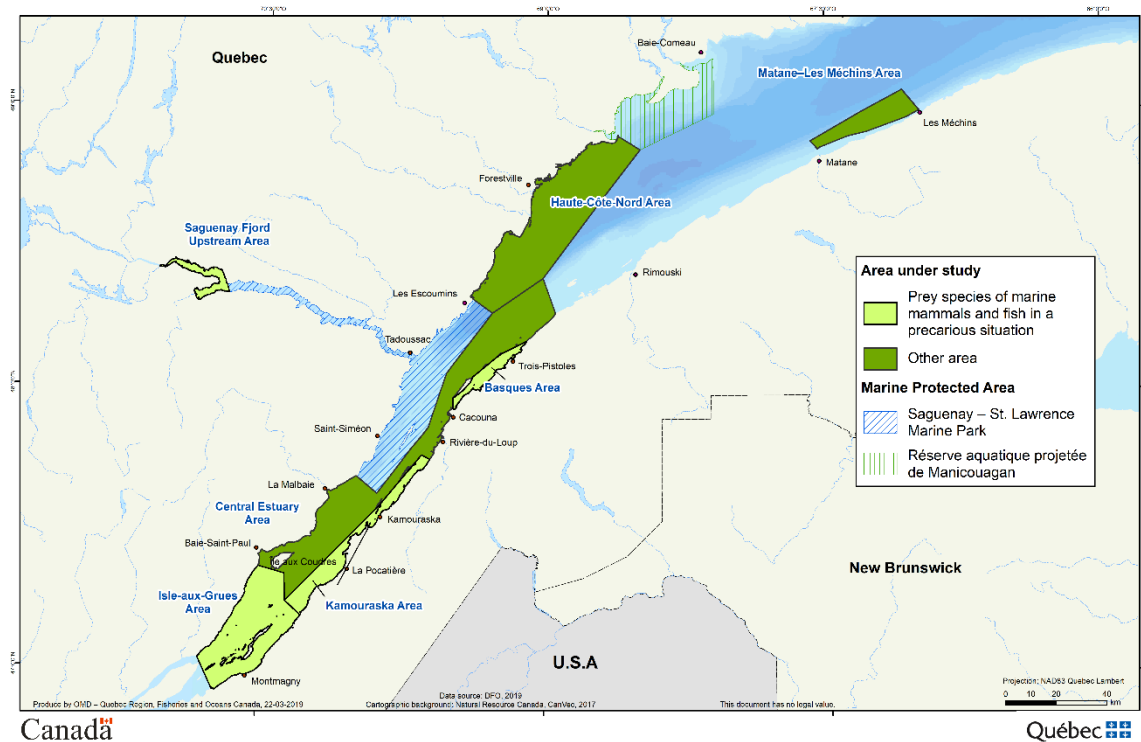 Quebec
Baie-Comeau
Matane–Les Méchins Area
Les Méchins
Matane
Forestville
Haute-Côte-Nord Area
Saguenay Fjord
Upstream Area
Rimouski
Les Escoumins
Tadoussac
Trois-Pistoles
Basques Area
Cacouna
Saint-Siméon
Rivière-du-Loup
La Malbaie
Central Estuary
Area
Kamouraska
Baie-Saint-Paul
Île aux Coudres
La Pocatière
Isle-aux-Grues
Area
Kamouraska Area
Montmagny
New Brunswick
U.S.A
Area under study
Prey species of marine
mammals and fish in a
precarious situation
Other area
Marine Protected Area
Saguenay – St. Lawrence
Marine Park
Réserve aquatique projetée
de Manicouagan
Projection: NAD83 Québec Lambert
0 10 20 40
km
Produce by OMD – Quebec Region, Fisheries and Oceans Canada, 22-03-2019
Data source: DFO, 2019
Cartographic background: Natural Resource Canada, CanVec, 2017
This document has no legal value.
Canada
Québec